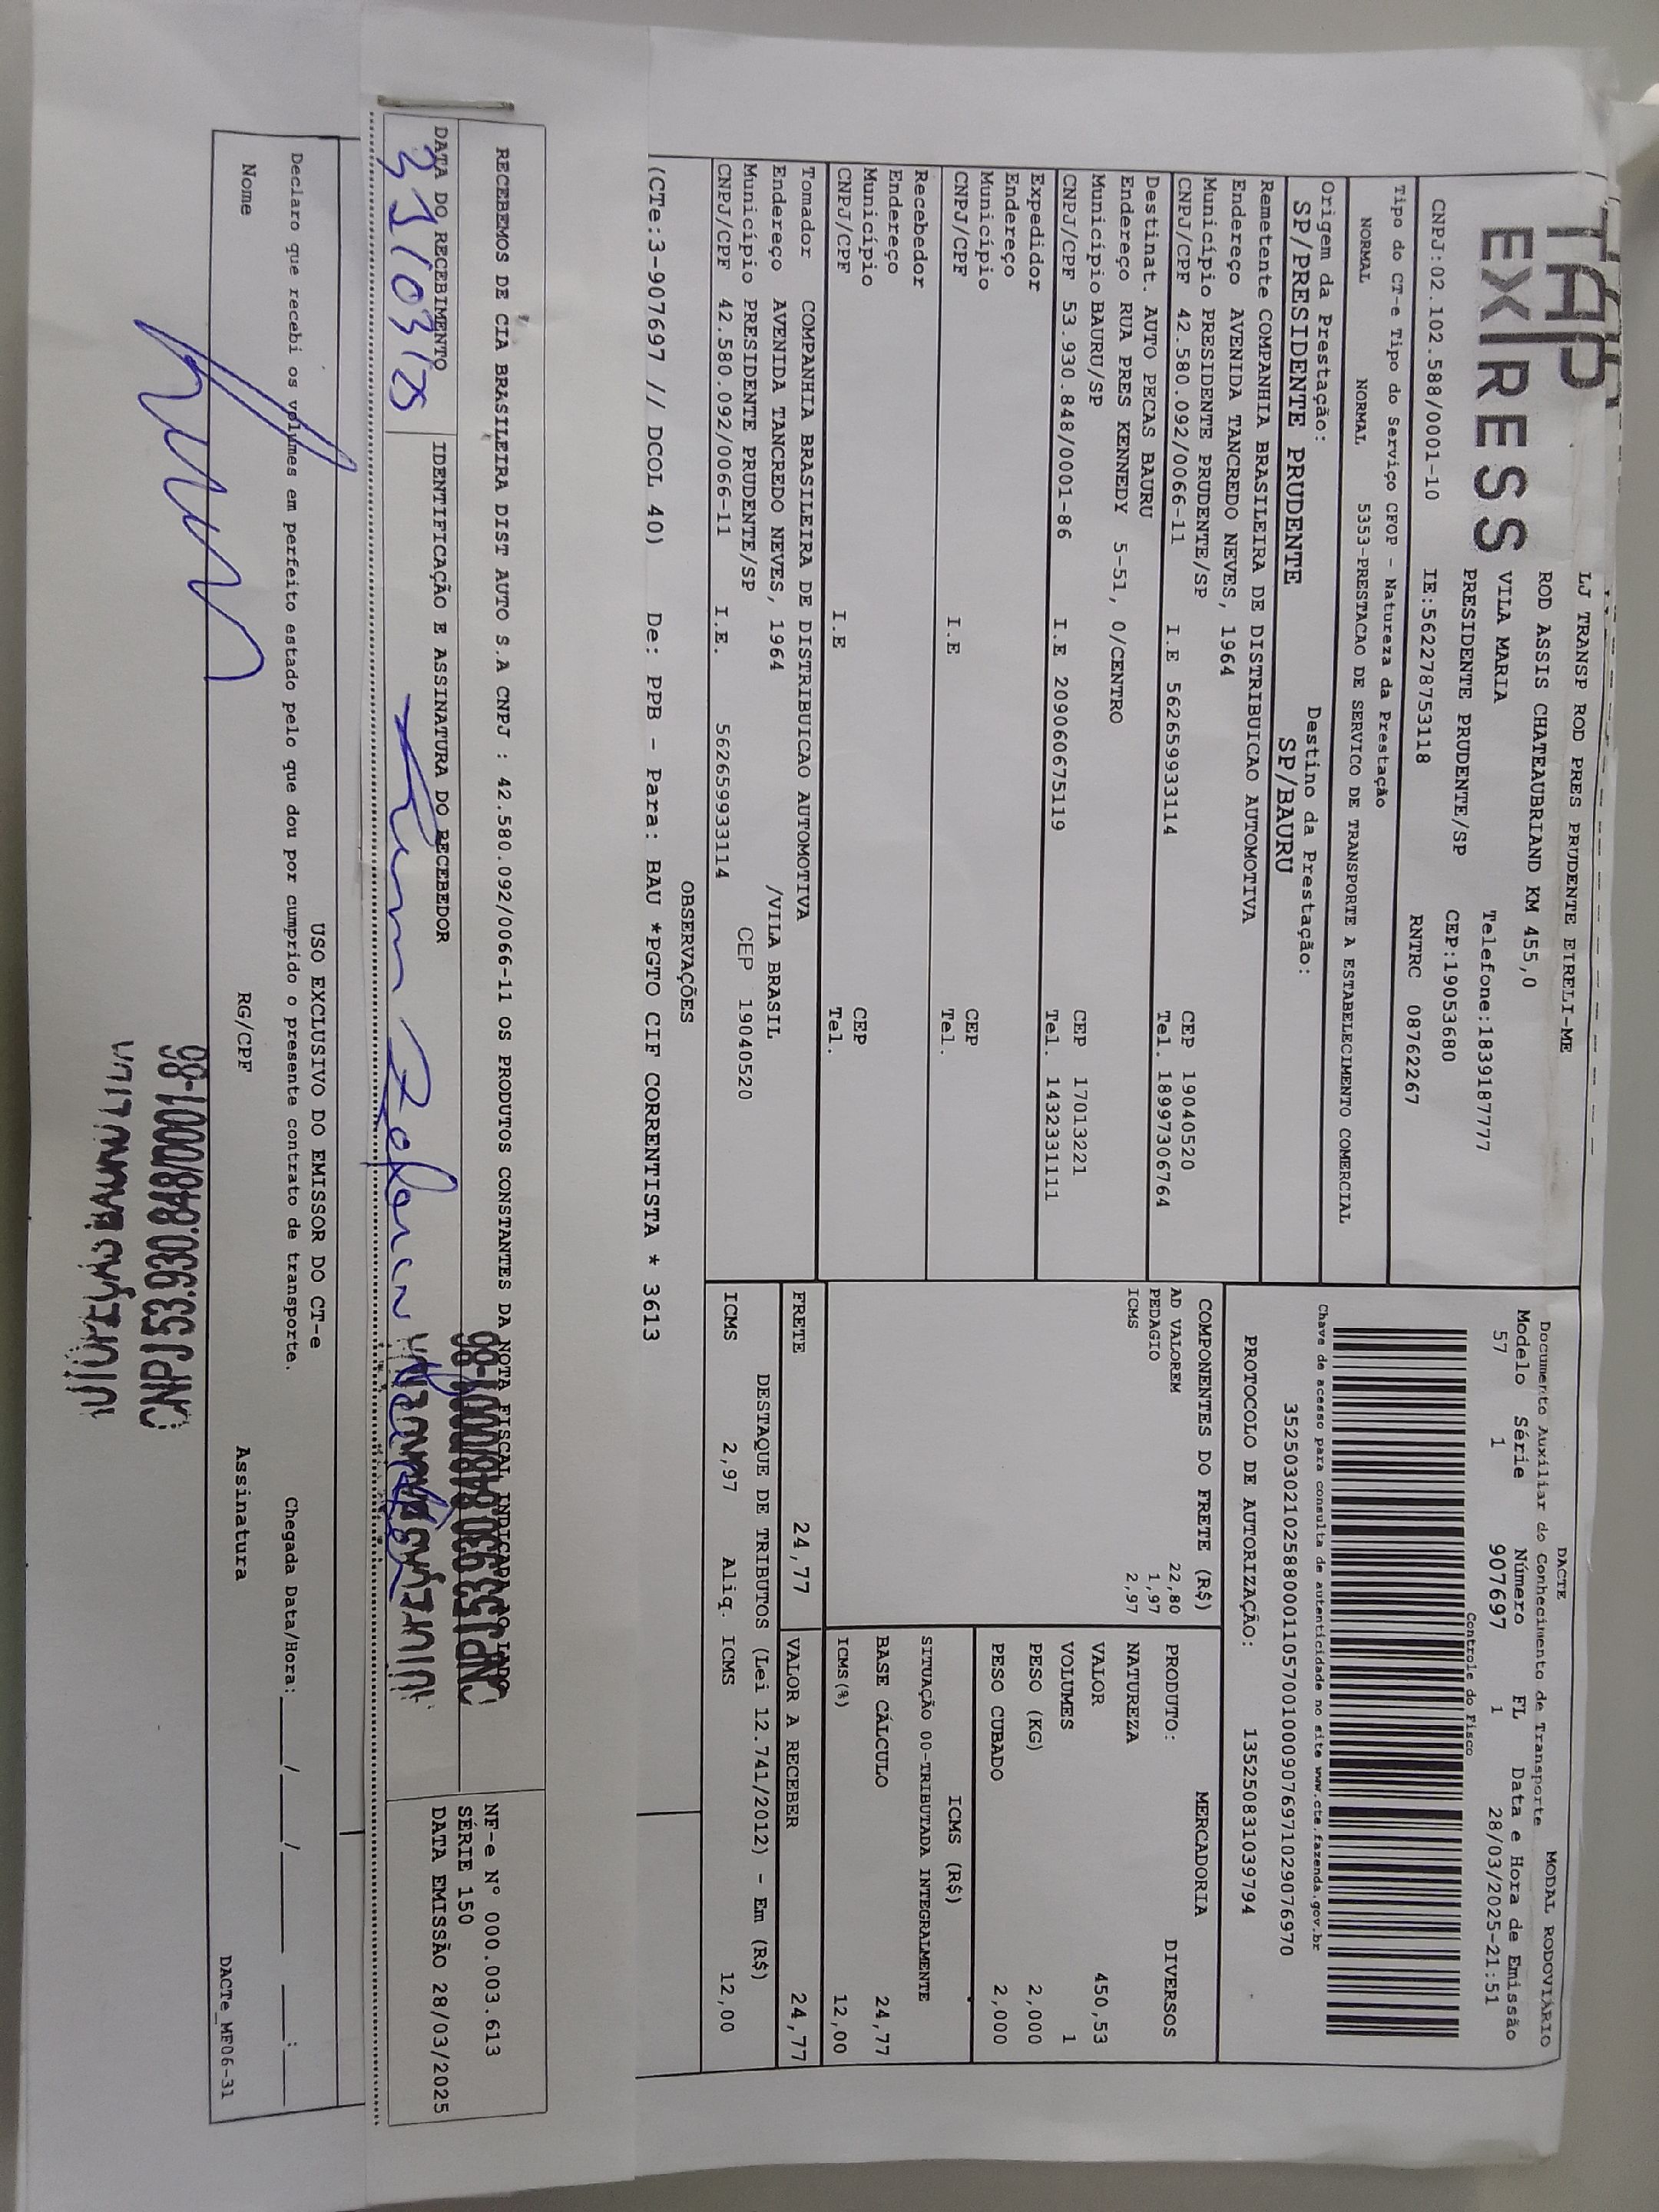 TAP
EXPRESS
LJ TRANSP ROD PRES PRUDENTE EIRELI-ME
ROD ASSIS CHATEAUBRIAND KM 455,0
VILA MARIA Telefone:1839187777
PRESIDENTE PRUDENTE/SP CEP:19053680
CNPJ:02.102.588/0001-10 IE:562278753118 RNTRC 08762267
Tipo do CT-e Tipo do Serviço CFOP - Natureza da Prestação
NORMAL NORMAL 5353-PRESTACAO DE SERVICO DE TRANSPORTE A ESTABELECIMENTO COMERCIAL
Origem da Prestação: Destino da Prestação:
SP/PRESIDENTE PRUDENTE SP/BAURU
DACTE MODAL RODOVIÁRIO
Documento Auxiliar do Conhecimento de Transporte
Modelo Série Número FL Data e Hora de Emissão
57 1 907697 1 28/03/2025-21:51
Controle do Fisco
Chave de acesso para consulta de autenticidade no site www.cte.fazenda.gov.br
35250302102588000110570010009076971029076970
PROTOCOLO DE AUTORIZAÇÃO: 135250831039794
Remetente COMPANHIA BRASILEIRA DE DISTRIBUICAO AUTOMOTIVA
Endereço AVENIDA TANCREDO NEVES, 1964
Município PRESIDENTE PRUDENTE/SP CEP 19040520
CNPJ/CPF 42.580.092/0066-11 I.E 562659933114 Tel. 18997306764
Destinat. AUTO PECAS BAURU
Endereço RUA PRES KENNEDY 5-51, 0/CENTRO
Município BAURU/SP CEP 17013221
CNPJ/CPF 53.930.848/0001-86 I.E 209060675119 Tel. 1432331111
Expedidor
Endereço
Município CEP
CNPJ/CPF I.E Tel.
Recebedor
Endereço
Município CEP
CNPJ/CPF I.E Tel.
Tomador COMPANHIA BRASILEIRA DE DISTRIBUICAO AUTOMOTIVA
Endereço AVENIDA TANCREDO NEVES, 1964 /VILA BRASIL
Município PRESIDENTE PRUDENTE/SP CEP 19040520
CNPJ/CPF 42.580.092/0066-11 I.E. 562659933114
COMPONENTES DO FRETE (R$)
AD VALOREM 22,80
PEDAGIO 1,97
ICMS 2,97
MERCADORIA
PRODUTO: DIVERSOS
NATUREZA
VALOR 450,53
VOLUMES 1
PESO (KG) 2,000
PESO CUBADO 2,000
ICMS (R$)
SITUAÇÃO 00-TRIBUTADA INTEGRALMENTE
BASE CÁLCULO 24,77
ICMS(%) 12,00
FRETE 24,77 VALOR A RECEBER 24,77
DESTAQUE DE TRIBUTOS (Lei 12.741/2012) - Em (R$)
ICMS 2,97 Aliq. ICMS 12,00
OBSERVAÇÕES
(CTe:3-907697 // DCOL 40) De: PPB - Para: BAU *PGTO CIF CORRENTISTA * 3613
RECEBEMOS DE CIA BRASILEIRA DIST AUTO S.A CNPJ : 42.580.092/0066-11 OS PRODUTOS CONSTANTES DA NOTA FISCAL INDICADA AO LADO
NF-e N° 000.003.613
SÉRIE 150
DATA EMISSÃO 28/03/2025
DATA DO RECEBIMENTO IDENTIFICAÇÃO E ASSINATURA DO RECEBEDOR
31/03/25
CNPJ 53.930.848/0001-86
USO EXCLUSIVO DO EMISSOR DO CT-e
Declaro que recebi os volumes em perfeito estado pelo que dou por cumprido o presente contrato de transporte. Chegada Data/Hora:____/____/______ ____:____
Nome RG/CPF Assinatura
DACTe_MF06-31
CNPJ 53.930.848/0001-86